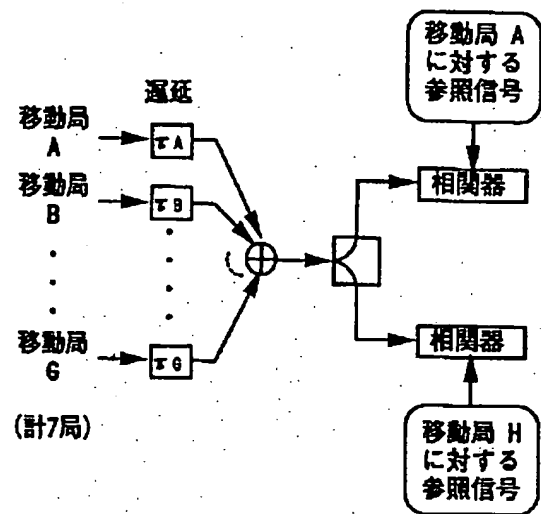 移動局 A
に対する
参照信号
遅延
移動局
A
τA
相関器
移動局
B
τB
移動局
G
τG
相関器
(計7局)
移動局 H
に対する
参照信号